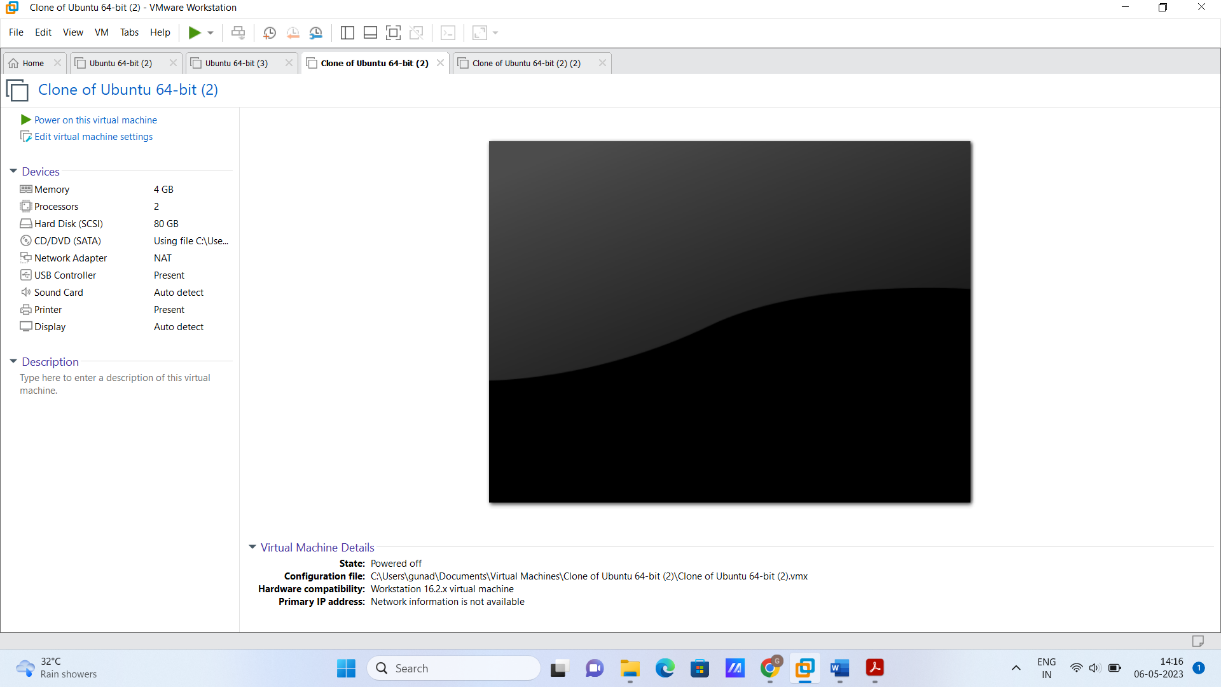 Clone of Ubuntu 64-bit (2) - VMware Workstation
File Edit View VM Tabs Help
Home Ubuntu 64-bit (2) Ubuntu 64-bit (3) Clone of Ubuntu 64-bit (2) Clone of Ubuntu 64-bit (2) (2)
Clone of Ubuntu 64-bit (2)
Power on this virtual machine
Edit virtual machine settings
Devices
Memory 4 GB
Processors 2
Hard Disk (SCSI) 80 GB
CD/DVD (SATA) Using file C:\Use...
Network Adapter NAT
USB Controller Present
Sound Card Auto detect
Printer Present
Display Auto detect
Description
Type here to enter a description of this virtual
machine.
Virtual Machine Details
State: Powered off
Configuration file: C:\Users\gunad\Documents\Virtual Machines\Clone of Ubuntu 64-bit (2)\Clone of Ubuntu 64-bit (2).vmx
Hardware compatibility: Workstation 16.2.x virtual machine
Primary IP address: Network information is not available
32°C
Rain showers
Search
G
W
ENG
IN
14:16
06-05-2023
1